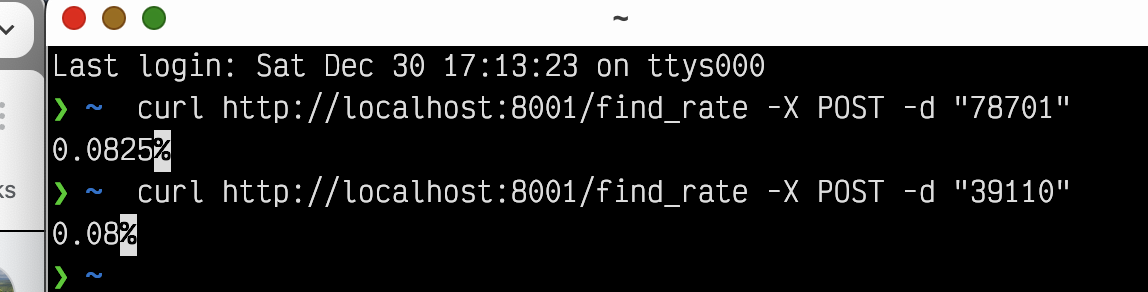 ~
Last login: Sat Dec 30 17:13:23 on ttys000
❯ ~ curl http://localhost:8001/find_rate -X POST -d "78701"
0.0825%
❯ ~ curl http://localhost:8001/find_rate -X POST -d "39110"
0.08%
❯ ~
KS